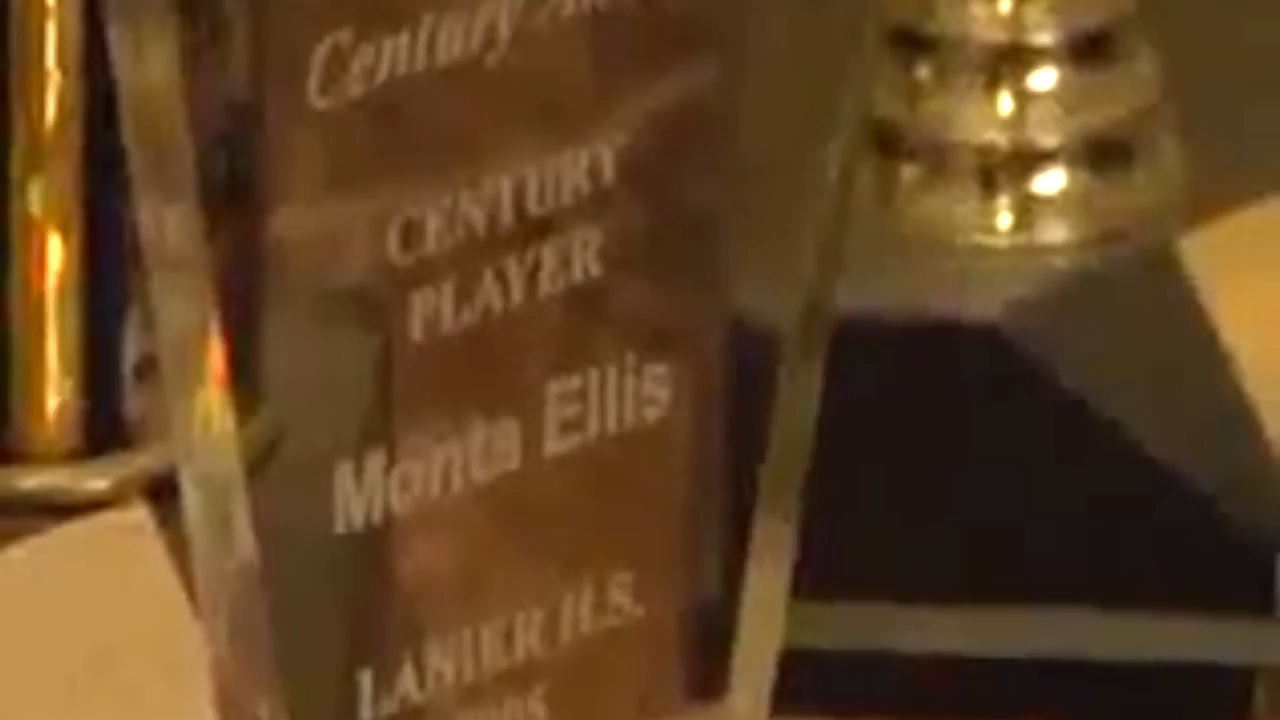 Century
CENTURY
PLAYER
Monta Ellis
LANIER H.S.